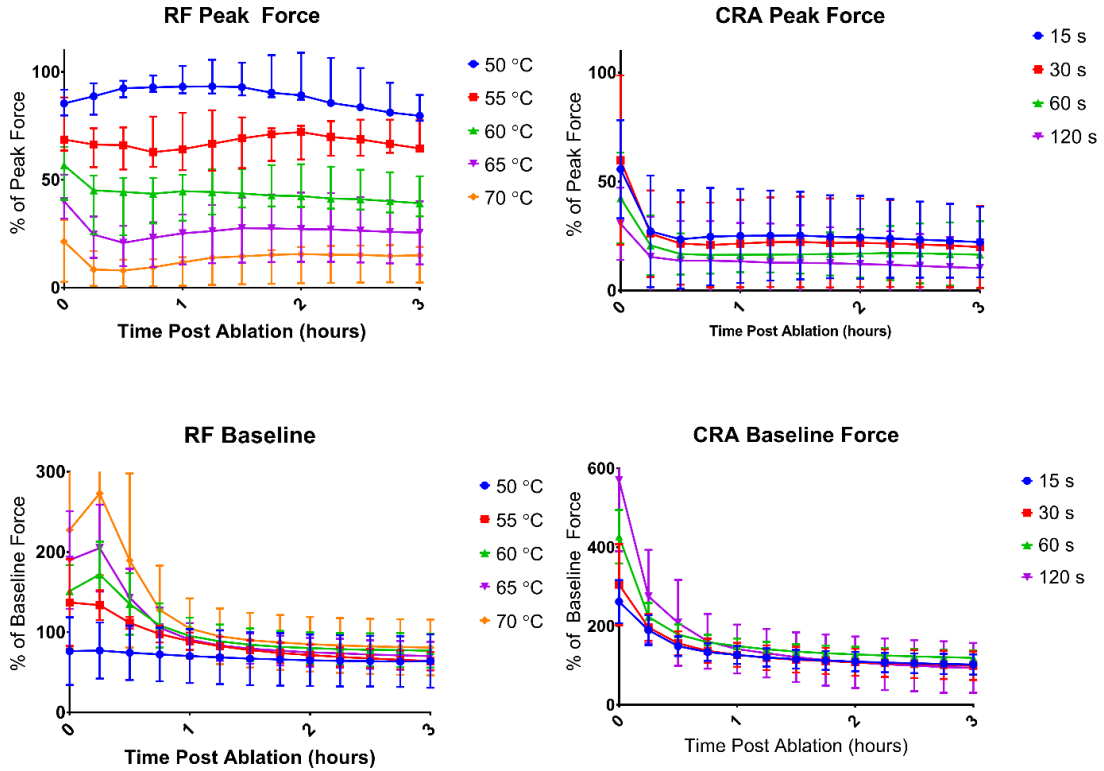 RF Peak Force
% of Peak Force
100
50
0
0
1
2
3
Time Post Ablation (hours)
50 °C
55 °C
60 °C
65 °C
70 °C
CRA Peak Force
% of Peak Force
100
50
0
0
1
2
3
Time Post Ablation (hours)
15 s
30 s
60 s
120 s
RF Baseline
% of Baseline Force
300
200
100
0
0
1
2
3
Time Post Ablation (hours)
50 °C
55 °C
60 °C
65 °C
70 °C
CRA Baseline Force
% of Baseline Force
600
400
200
0
0
1
2
3
Time Post Ablation (hours)
15 s
30 s
60 s
120 s